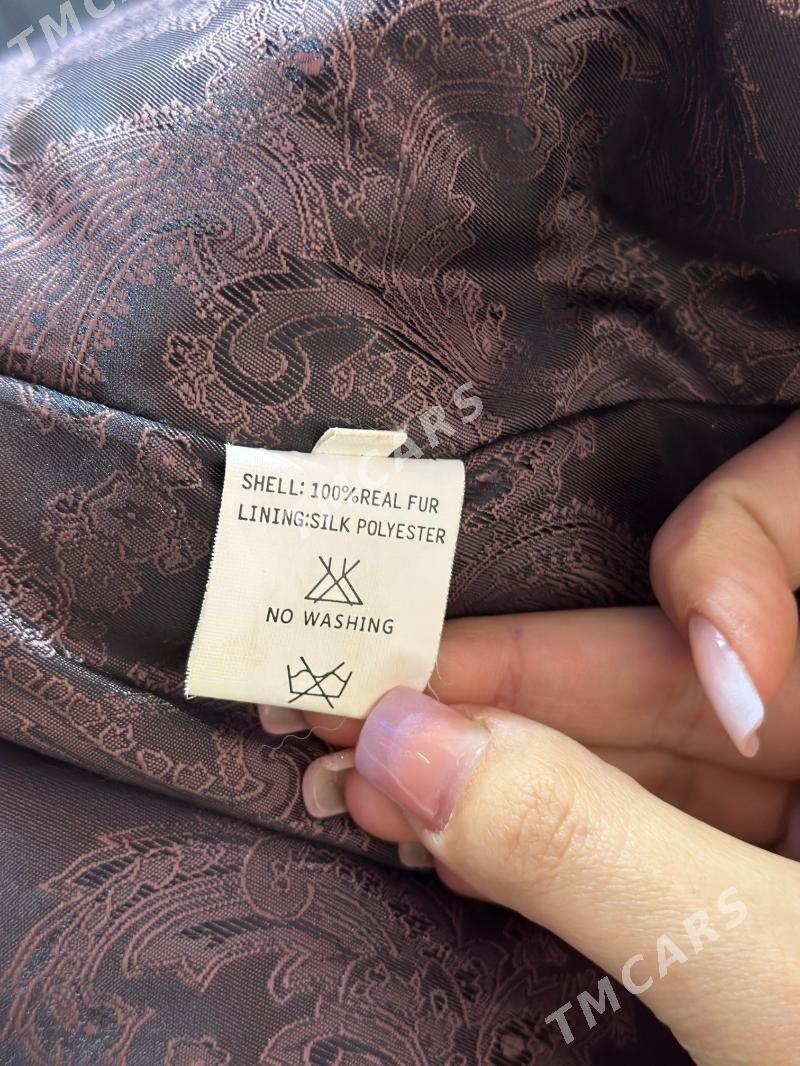 TMCARS
SHELL: 100%REAL FUR
LINING:SILK POLYESTER
NO WASHING
TMCARS
TMCARS